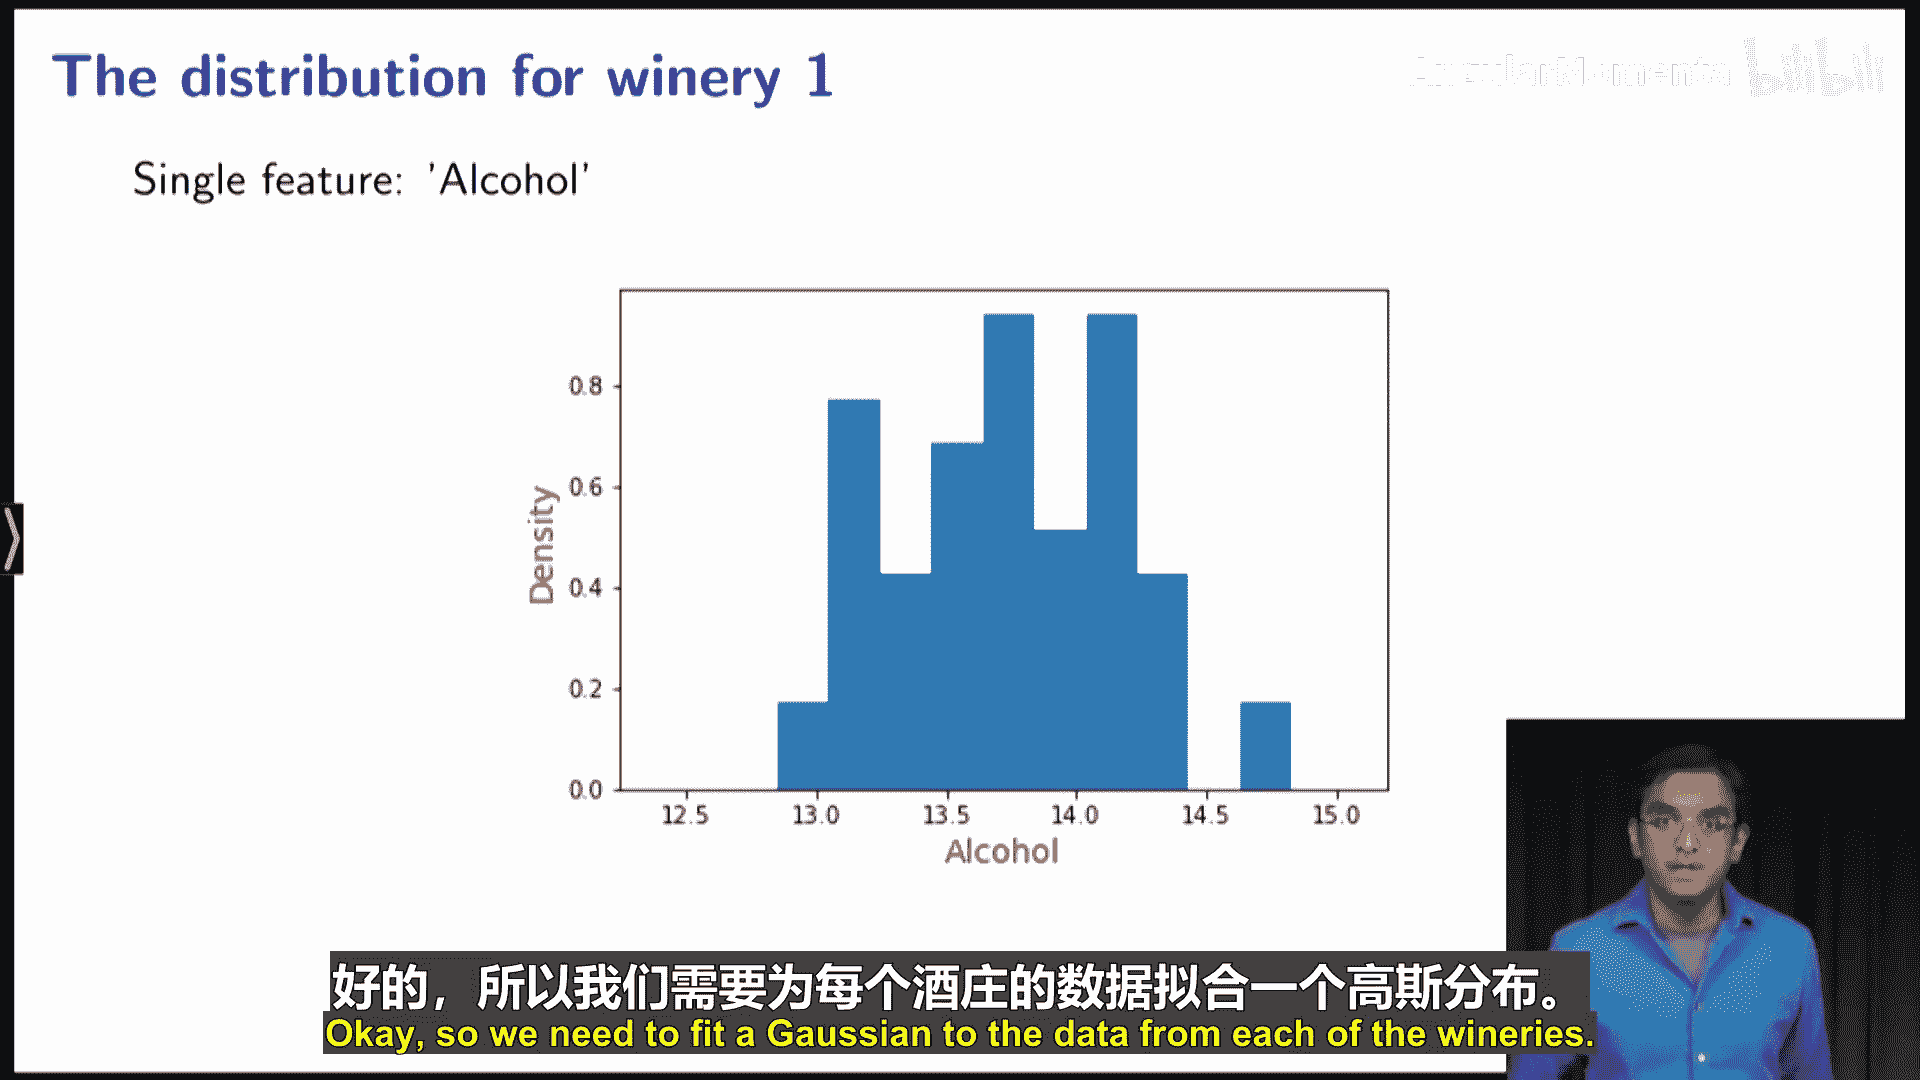 The distribution for winery 1
bilibili
Single feature: 'Alcohol'
Density
0.8
0.6
0.4
0.2
0.0
12.5 13.0 13.5 14.0 14.5 15.0
Alcohol
好的，所以我们需要为每个酒庄的数据拟合一个高斯分布。
Okay, so we need to fit a Gaussian to the data from each of the wineries.